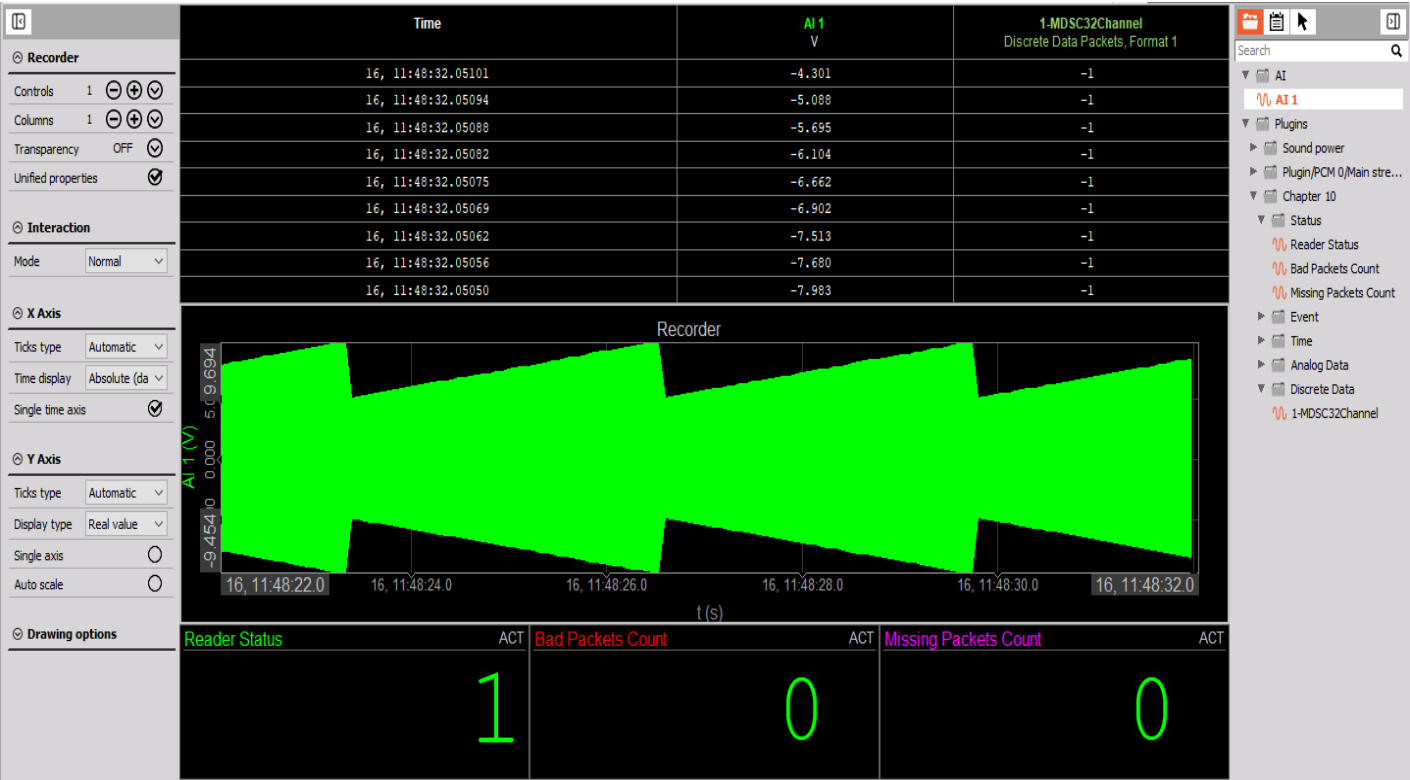 Recorder
Controls 1
Columns 1
Transparency OFF
Unified properties
Interaction
Mode Normal
X Axis
Ticks type Automatic
Time display Absolute (da
Single time axis
Y Axis
Ticks type Automatic
Display type Real value
Single axis
Auto scale
Drawing options
Time AI 1 1-MDSC32Channel
V Discrete Data Packets, Format 1
16, 11:48:32.05101 -4.301 -1
16, 11:48:32.05094 -5.088 -1
16, 11:48:32.05088 -5.695 -1
16, 11:48:32.05082 -6.104 -1
16, 11:48:32.05075 -6.662 -1
16, 11:48:32.05069 -6.902 -1
16, 11:48:32.05062 -7.513 -1
16, 11:48:32.05056 -7.680 -1
16, 11:48:32.05050 -7.983 -1
Recorder
AI 1 (V)
9.694
0.000
-9.454
16, 11:48:22.0 16, 11:48:24.0 16, 11:48:26.0 16, 11:48:28.0 16, 11:48:30.0 16, 11:48:32.0
t (s)
Reader Status ACT Bad Packets Count ACT Missing Packets Count ACT
1 0 0
Search
AI
AI 1
Plugins
Sound power
Plugin/PCM 0/Main stre...
Chapter 10
Status
Reader Status
Bad Packets Count
Missing Packets Count
Event
Time
Analog Data
Discrete Data
1-MDSC32Channel